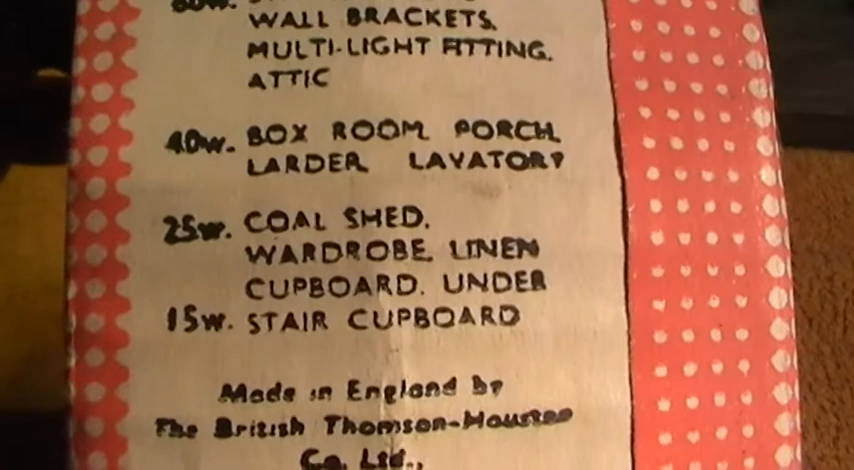 60w.
WALL BRACKETS.
MULTI-LIGHT FITTING.
ATTIC
40w. BOX ROOM PORCH
LARDER LAVATORY
25w. COAL SHED.
WARDROBE. LINEN
CUPBOARD. UNDER
15w. STAIR CUPBOARD
Made in England by
The British Thomson-Houston
Co. Ltd.,